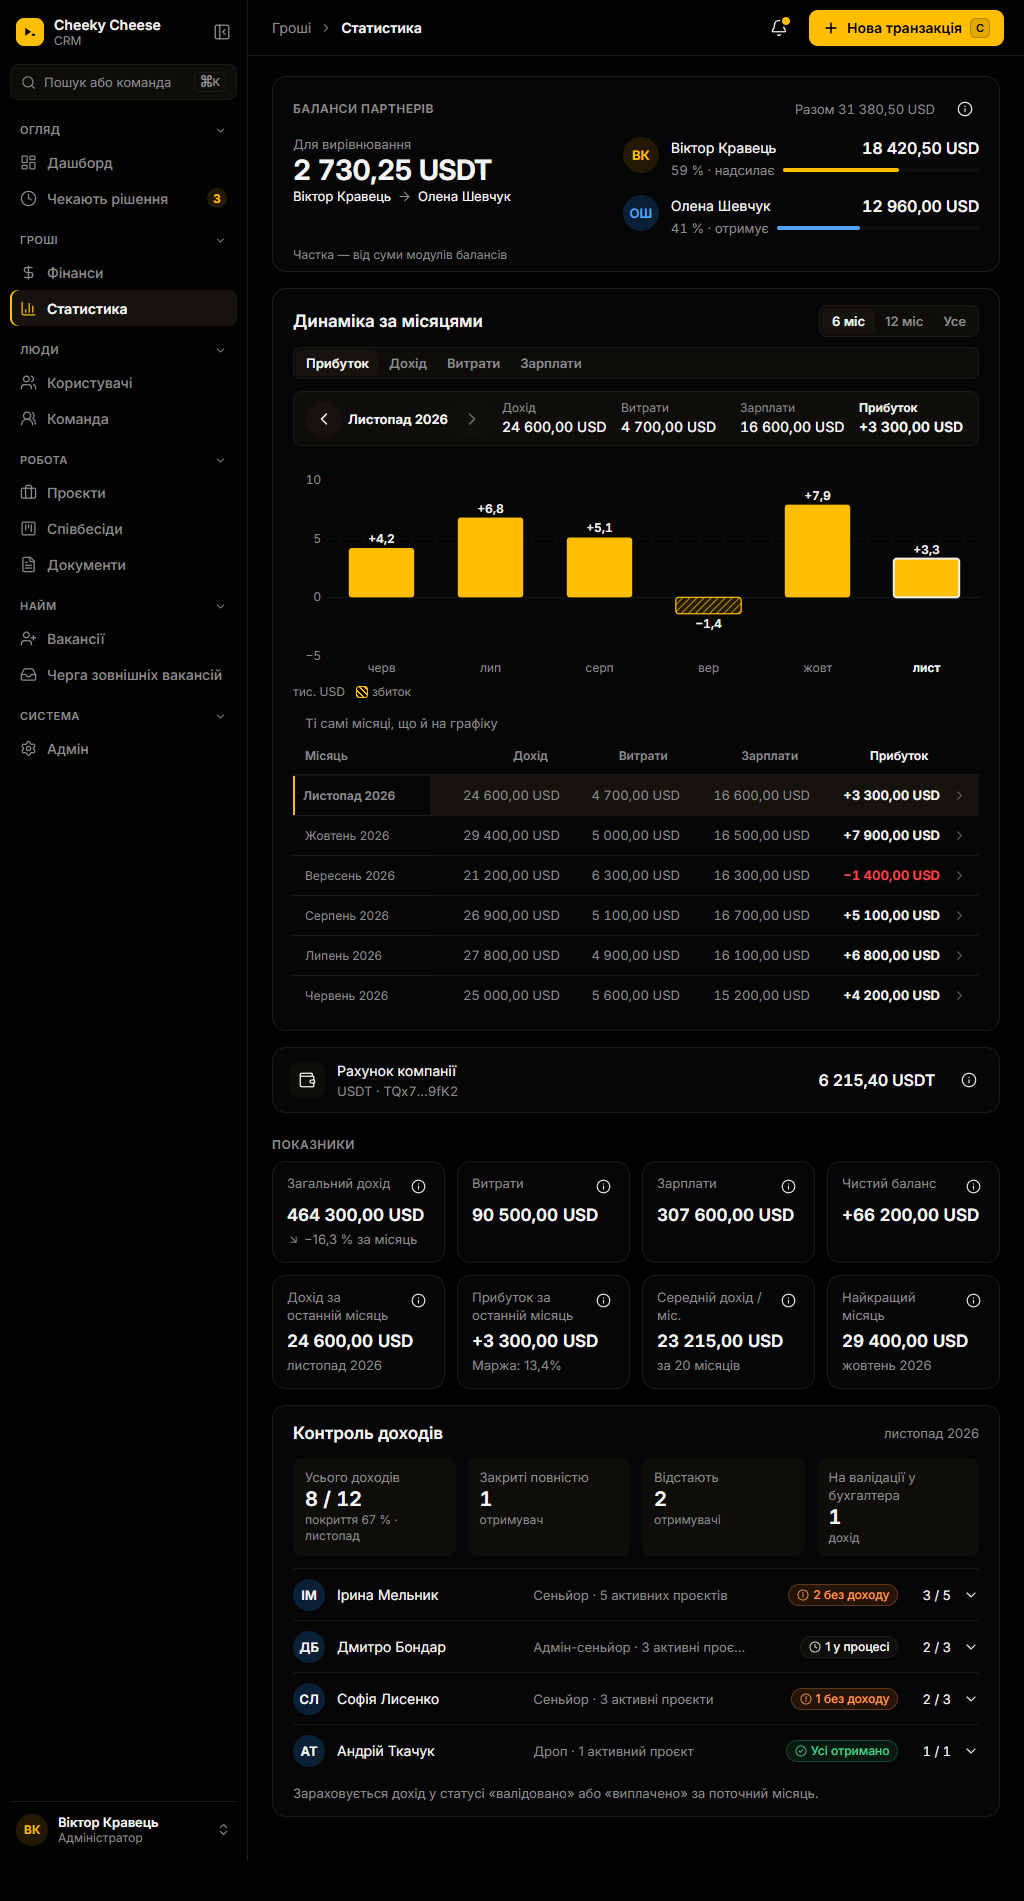 Cheeky Cheese
CRM
Пошук або команда ⌘K
ОГЛЯД
Дашборд
Чекають рішення 3
ГРОШІ
Фінанси
Статистика
ЛЮДИ
Користувачі
Команда
РОБОТА
Проєкти
Співбесіди
Документи
НАЙМ
Вакансії
Черга зовнішніх вакансій
СИСТЕМА
Адмін
ВК Віктор Кравець
Адміністратор
Гроші > Статистика
+ Нова транзакція C
БАЛАНСИ ПАРТНЕРІВ
Разом 31 380,50 USD
Для вирівнювання
2 730,25 USDT
Віктор Кравець → Олена Шевчук
Частка — від суми модулів балансів
ВК Віктор Кравець 18 420,50 USD
59 % · надсилає
ОШ Олена Шевчук 12 960,00 USD
41 % · отримує
Динаміка за місяцями
6 міс 12 міс Усе
Прибуток Дохід Витрати Зарплати
Листопад 2026
Дохід Витрати Зарплати Прибуток
24 600,00 USD 4 700,00 USD 16 600,00 USD +3 300,00 USD
10
5
0
−5
+4,2 +6,8 +5,1 −1,4 +7,9 +3,3
черв лип серп вер жовт лист
тис. USD збиток
Ті самі місяці, що й на графіку
Місяць Дохід Витрати Зарплати Прибуток
Листопад 2026 24 600,00 USD 4 700,00 USD 16 600,00 USD +3 300,00 USD
Жовтень 2026 29 400,00 USD 5 000,00 USD 16 500,00 USD +7 900,00 USD
Вересень 2026 21 200,00 USD 6 300,00 USD 16 300,00 USD −1 400,00 USD
Серпень 2026 26 900,00 USD 5 100,00 USD 16 700,00 USD +5 100,00 USD
Липень 2026 27 800,00 USD 4 900,00 USD 16 100,00 USD +6 800,00 USD
Червень 2026 25 000,00 USD 5 600,00 USD 15 200,00 USD +4 200,00 USD
Рахунок компанії
USDT · TQx7…9fK2
6 215,40 USDT
ПОКАЗНИКИ
Загальний дохід
464 300,00 USD
−16,3 % за місяць
Витрати
90 500,00 USD
Зарплати
307 600,00 USD
Чистий баланс
+66 200,00 USD
Дохід за
останній місяць
24 600,00 USD
листопад 2026
Прибуток за
останній місяць
+3 300,00 USD
Маржа: 13,4%
Середній дохід /
міс.
23 215,00 USD
за 20 місяців
Найкращий
місяць
29 400,00 USD
жовтень 2026
Контроль доходів
листопад 2026
Усього доходів
8 / 12
покриття 67 % ·
листопад
Закриті повністю
1
отримувач
Відстають
2
отримувачі
На валідації у
бухгалтера
1
дохід
ІМ Ірина Мельник Сеньйор · 5 активних проєктів 2 без доходу 3 / 5
ДБ Дмитро Бондар Адмін-сеньйор · 3 активні проє… 1 у процесі 2 / 3
СЛ Софія Лисенко Сеньйор · 3 активні проєкти 1 без доходу 2 / 3
АТ Андрій Ткачук Дроп · 1 активний проєкт Усі отримано 1 / 1
Зараховується дохід у статусі «валідовано» або «виплачено» за поточний місяць.